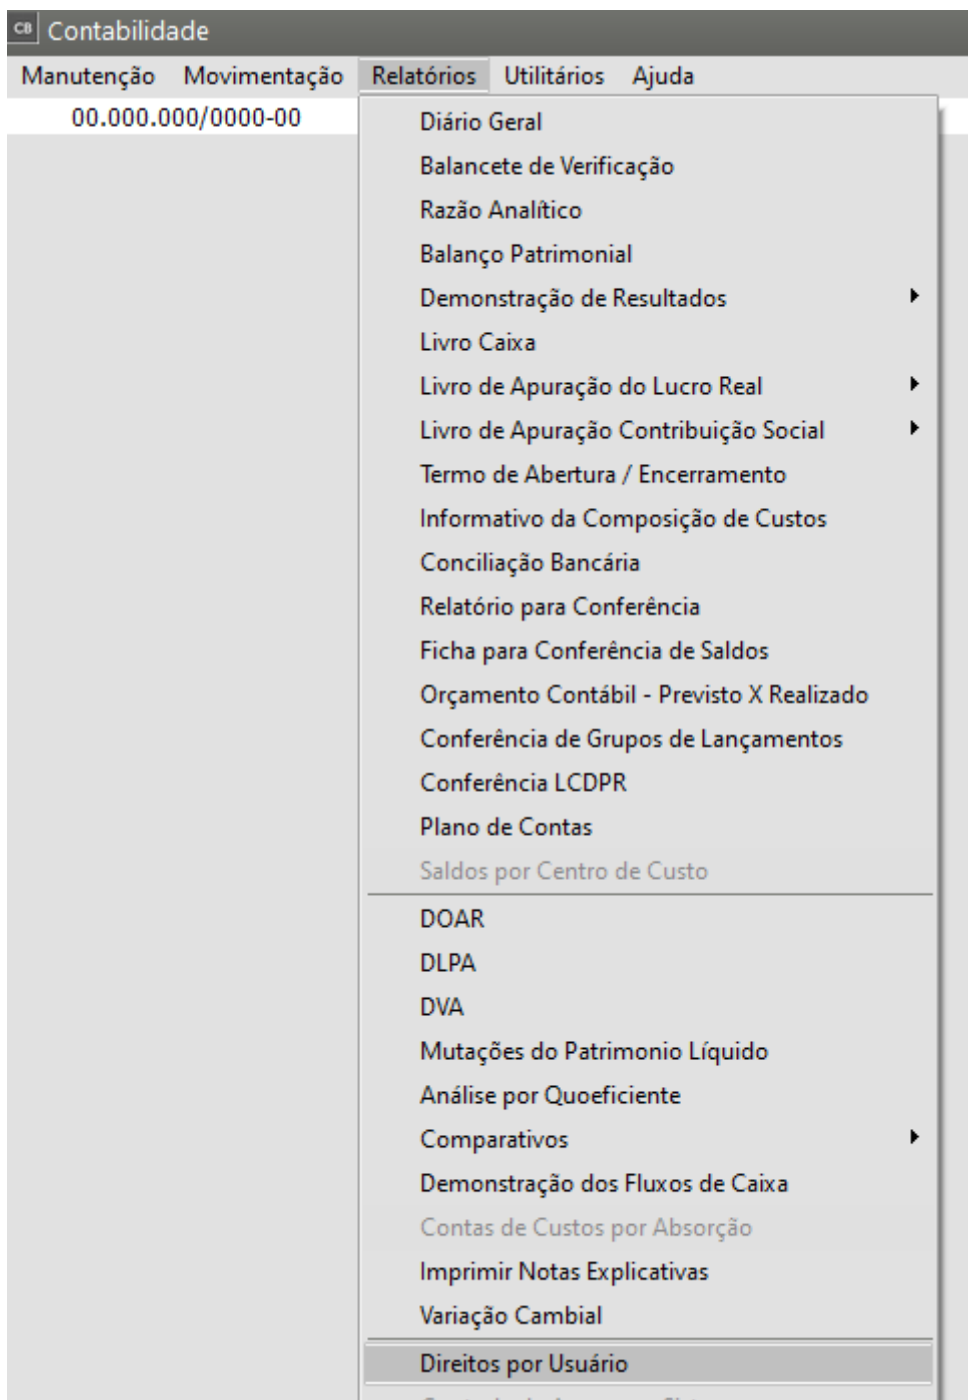 CB Contabilidade
Manutenção Movimentação Relatórios Utilitários Ajuda
00.000.000/0000-00
Diário Geral
Balancete de Verificação
Razão Analítico
Balanço Patrimonial
Demonstração de Resultados
Livro Caixa
Livro de Apuração do Lucro Real
Livro de Apuração Contribuição Social
Termo de Abertura / Encerramento
Informativo da Composição de Custos
Conciliação Bancária
Relatório para Conferência
Ficha para Conferência de Saldos
Orçamento Contábil - Previsto X Realizado
Conferência de Grupos de Lançamentos
Conferência LCDPR
Plano de Contas
Saldos por Centro de Custo
DOAR
DLPA
DVA
Mutações do Patrimonio Líquido
Análise por Quoeficiente
Comparativos
Demonstração dos Fluxos de Caixa
Contas de Custos por Absorção
Imprimir Notas Explicativas
Variação Cambial
Direitos por Usuário